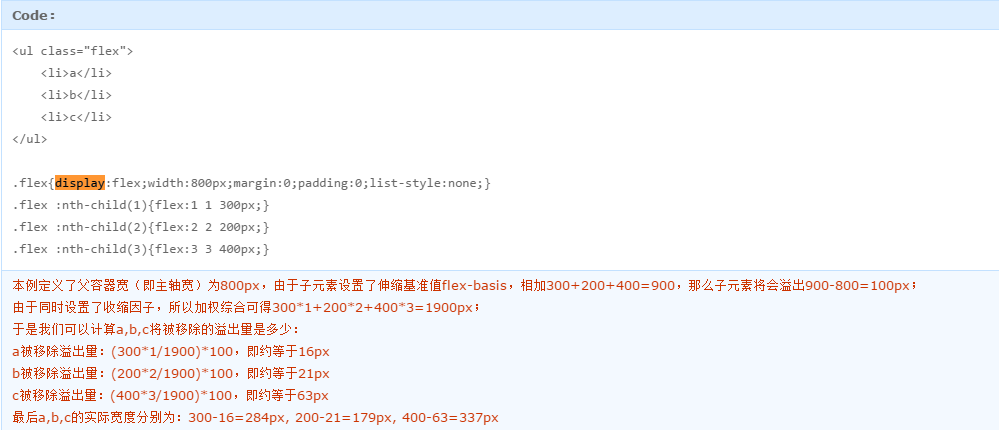 Code:
<ul class="flex">
    <li>a</li>
    <li>b</li>
    <li>c</li>
</ul>
.flex{display:flex;width:800px;margin:0;padding:0;list-style:none;}
.flex :nth-child(1){flex:1 1 300px;}
.flex :nth-child(2){flex:2 2 200px;}
.flex :nth-child(3){flex:3 3 400px;}
本例定义了父容器宽（即主轴宽）为800px，由于子元素设置了伸缩基准值flex-basis，相加300+200+400=900，那么子元素将会溢出900-800=100px；
由于同时设置了收缩因子，所以加权综合可得300*1+200*2+400*3=1900px；
于是我们可以计算a,b,c将被移除的溢出量是多少：
a被移除溢出量：(300*1/1900)*100，即约等于16px
b被移除溢出量：(200*2/1900)*100，即约等于21px
c被移除溢出量：(400*3/1900)*100，即约等于63px
最后a,b,c的实际宽度分别为：300-16=284px, 200-21=179px, 400-63=337px